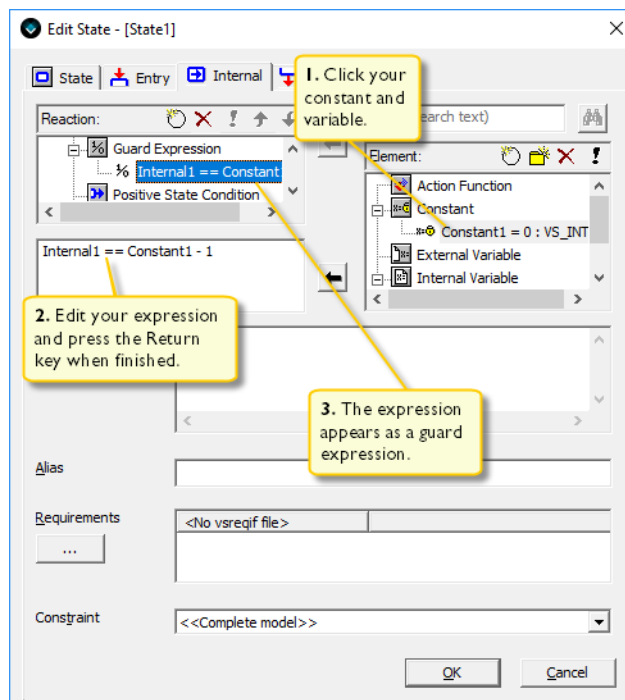 Edit State - [State1]
State
Entry
Internal
1. Click your
constant and
variable.
earch text)
Reaction:
Element:
Guard Expression
Internal1 == Constant
Positive State Condition
Action Function
Constant
Constant1 = 0 : VS_INT
External Variable
Internal Variable
Internal1 == Constant1 - 1
2. Edit your expression
and press the Return
key when finished.
3. The expression
appears as a guard
expression.
Alias
Requirements
<No vsreqif file>
...
Constraint
<<Complete model>>
OK
Cancel